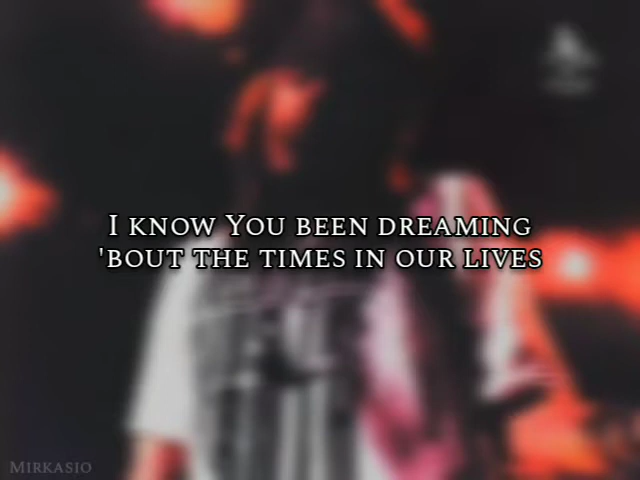 I KNOW YOU BEEN DREAMING
'BOUT THE TIMES IN OUR LIVES
MIRKASIO